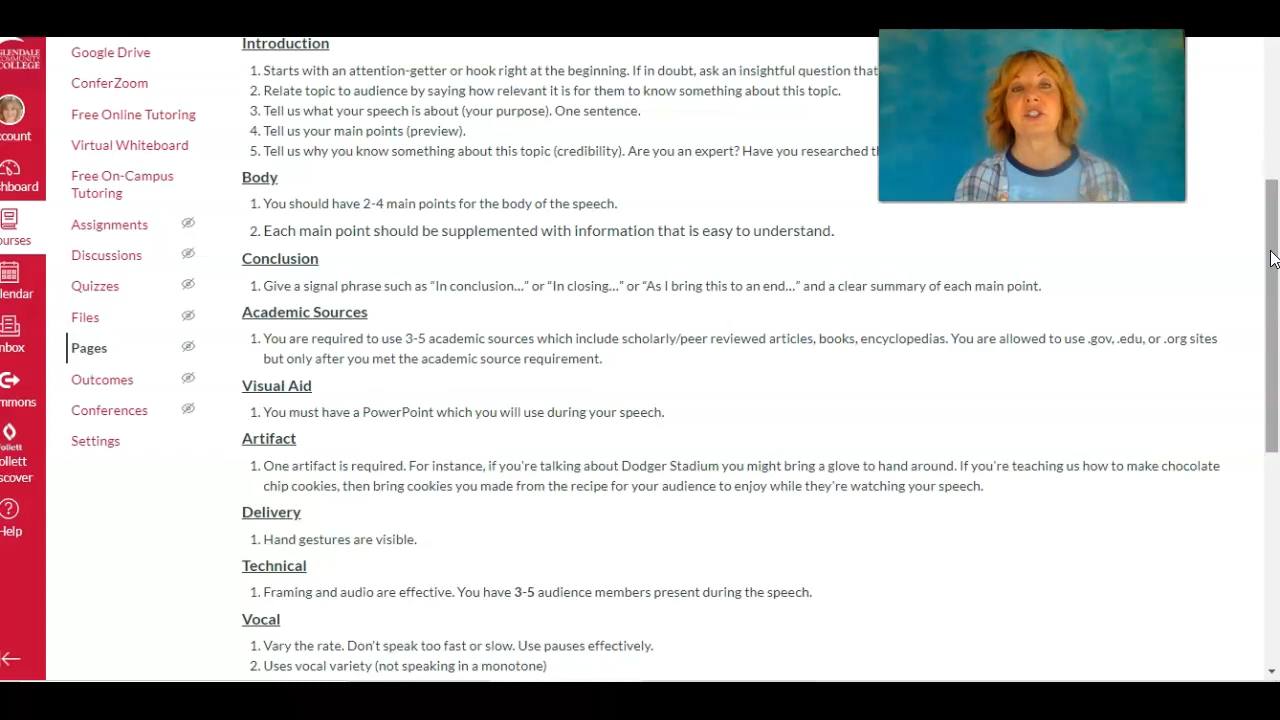 GLENDALE
COMMUNITY
COLLEGE
ccount
shboard
ourses
lendar
nbox
mmons
Follett
ollett
scover
Help
Google Drive
ConferZoom
Free Online Tutoring
Virtual Whiteboard
Free On-Campus
Tutoring
Assignments
Discussions
Quizzes
Files
Pages
Outcomes
Conferences
Settings
Introduction
1. Starts with an attention-getter or hook right at the beginning. If in doubt, ask an insightful question that
2. Relate topic to audience by saying how relevant it is for them to know something about this topic.
3. Tell us what your speech is about (your purpose). One sentence.
4. Tell us your main points (preview).
5. Tell us why you know something about this topic (credibility). Are you an expert? Have you researched th
Body
1. You should have 2-4 main points for the body of the speech.
2. Each main point should be supplemented with information that is easy to understand.
Conclusion
1. Give a signal phrase such as “In conclusion…” or “In closing…” or “As I bring this to an end…” and a clear summary of each main point.
Academic Sources
1. You are required to use 3-5 academic sources which include scholarly/peer reviewed articles, books, encyclopedias. You are allowed to use .gov, .edu, or .org sites
but only after you met the academic source requirement.
Visual Aid
1. You must have a PowerPoint which you will use during your speech.
Artifact
1. One artifact is required. For instance, if you’re talking about Dodger Stadium you might bring a glove to hand around. If you’re teaching us how to make chocolate
chip cookies, then bring cookies you made from the recipe for your audience to enjoy while they’re watching your speech.
Delivery
1. Hand gestures are visible.
Technical
1. Framing and audio are effective. You have 3-5 audience members present during the speech.
Vocal
1. Vary the rate. Don’t speak too fast or slow. Use pauses effectively.
2. Uses vocal variety (not speaking in a monotone)